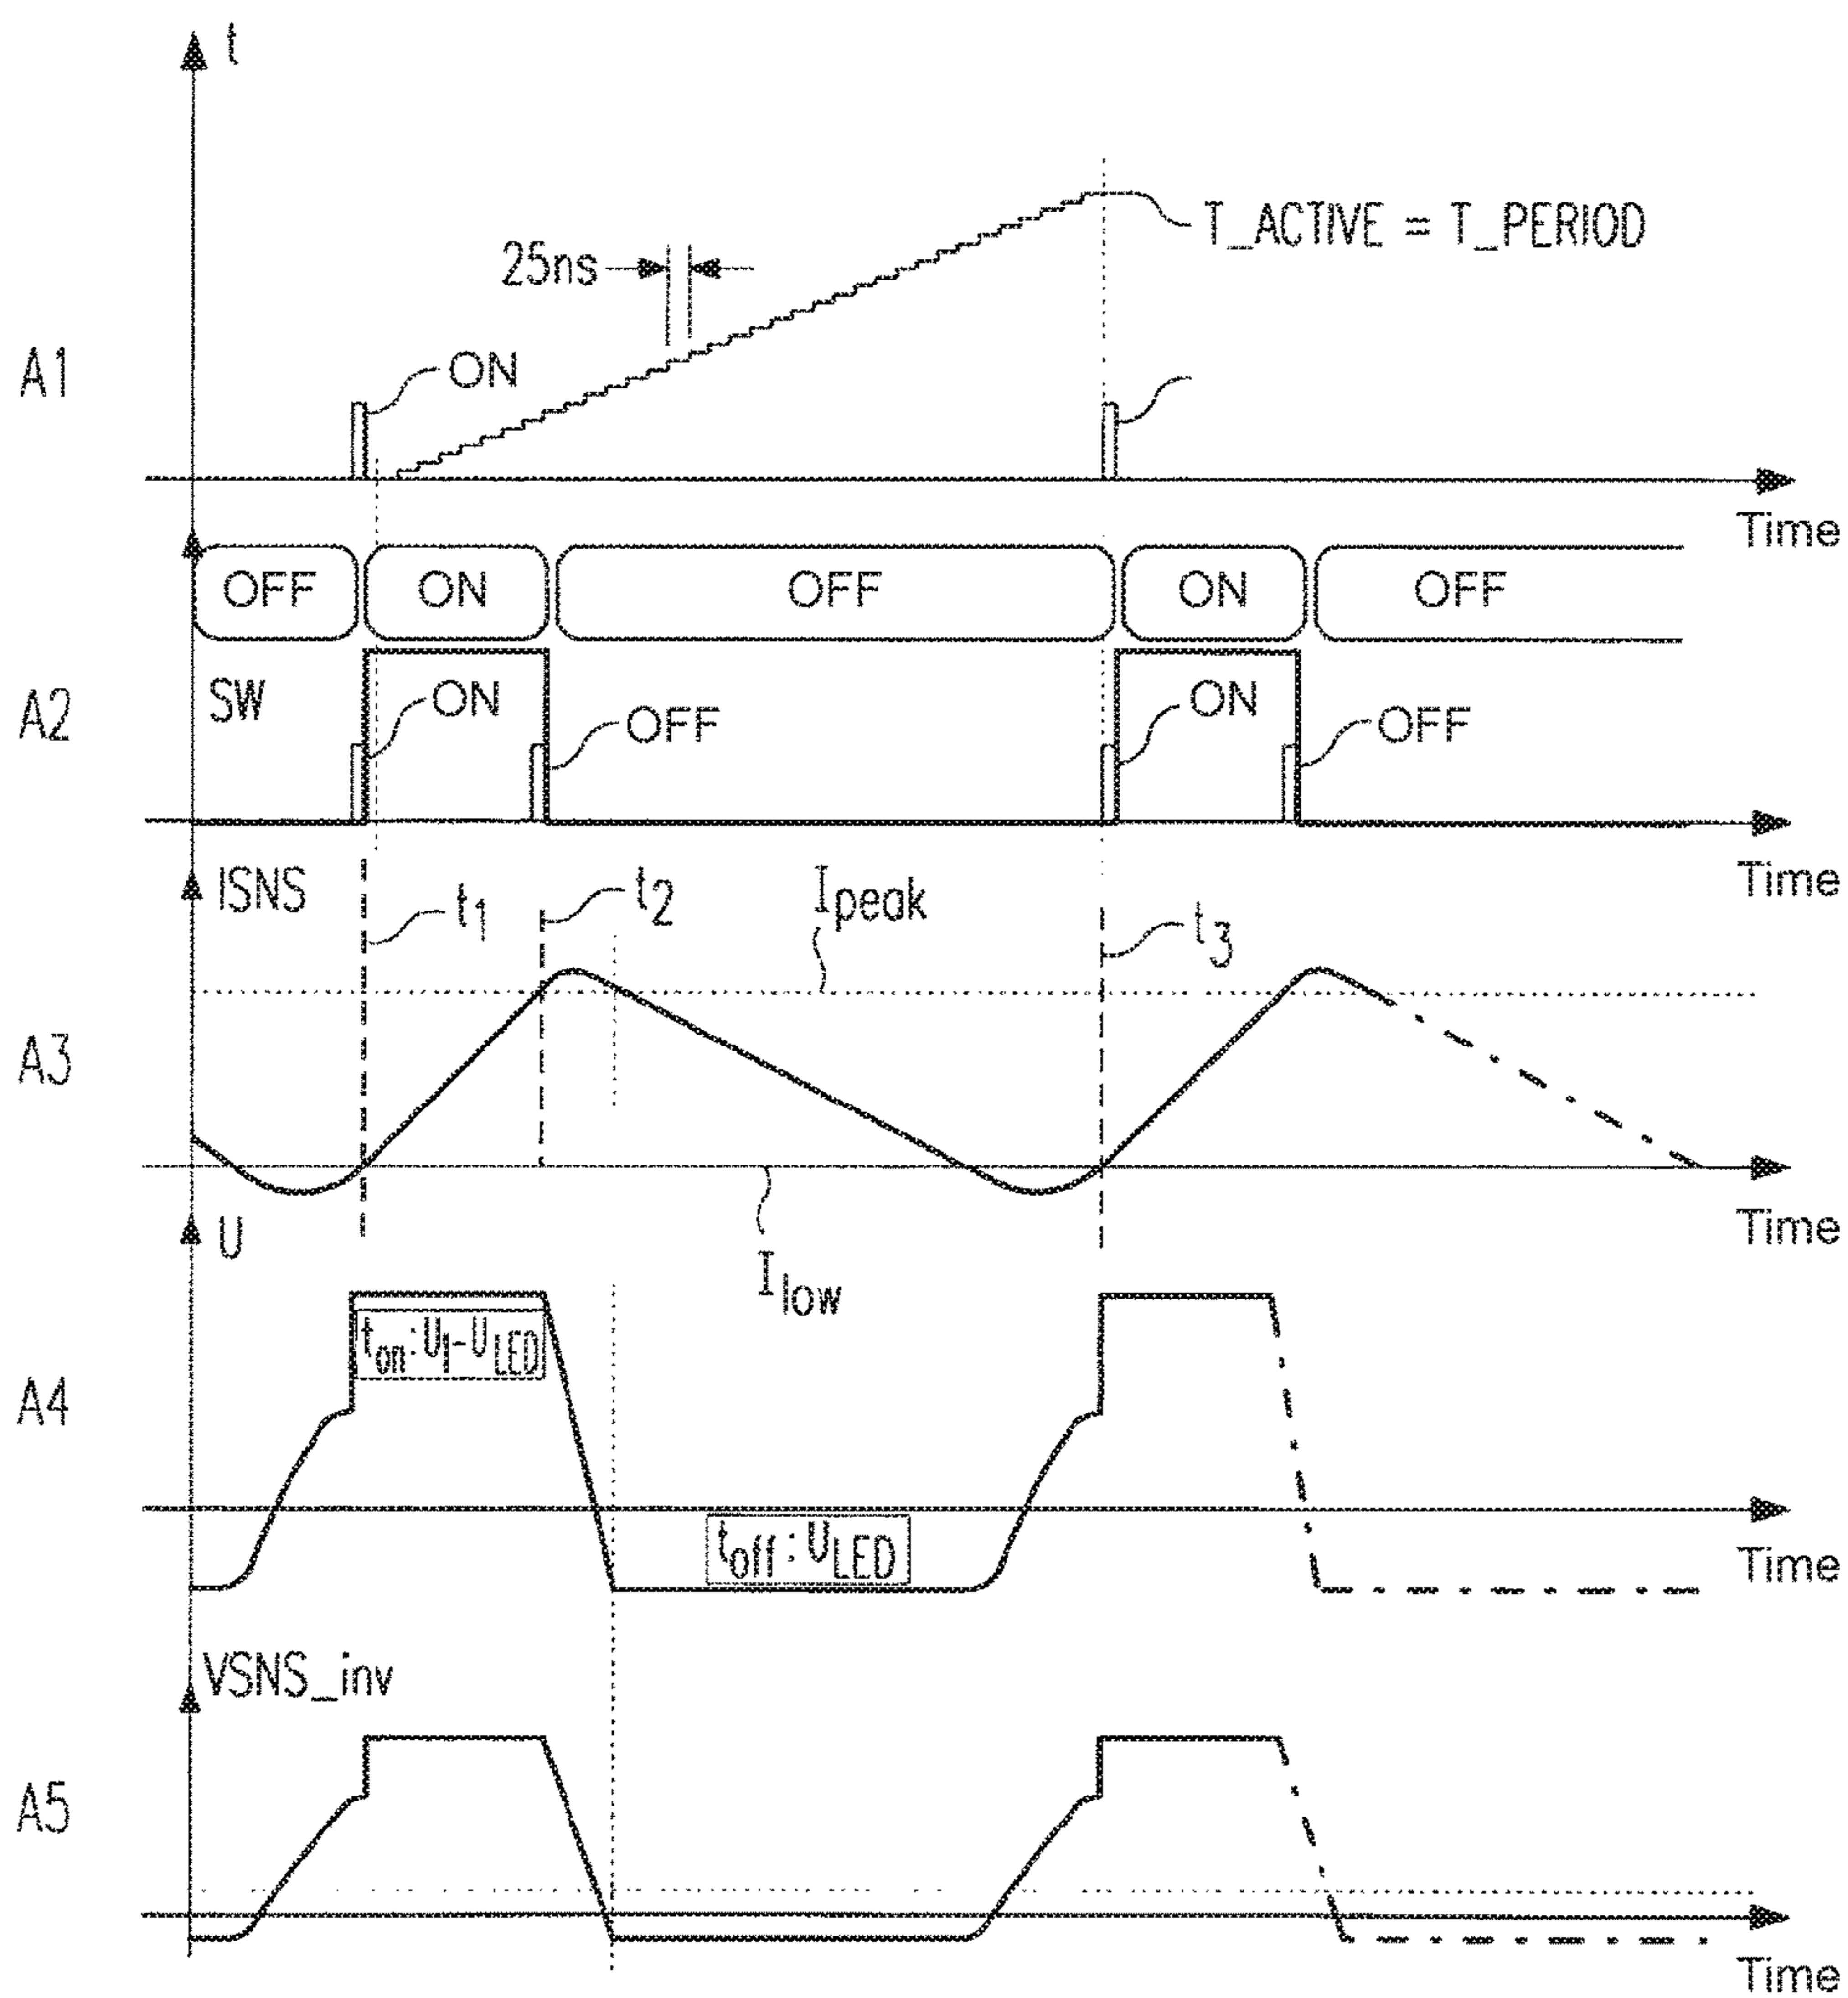 t
T_ACTIVE = T_PERIOD
25ns
A1
ON
Time
OFF ON OFF ON OFF
A2
SW
ON
OFF
ON
OFF
Time
ISNS
t1
t2
Ipeak
t3
A3
Time
U
Ilow
ton: U1-ULED
A4
toff: ULED
Time
VSNS_inv
A5
Time